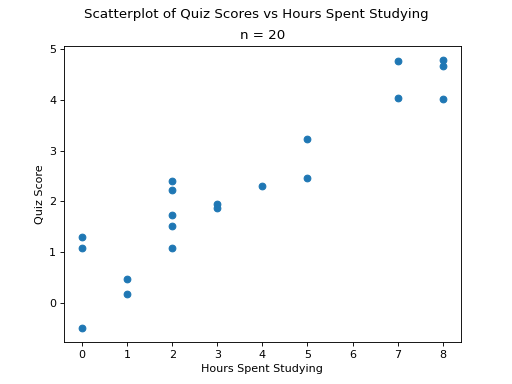 Scatterplot of Quiz Scores vs Hours Spent Studying
n = 20
5
4
3
2
1
0
Quiz Score
0 1 2 3 4 5 6 7 8
Hours Spent Studying